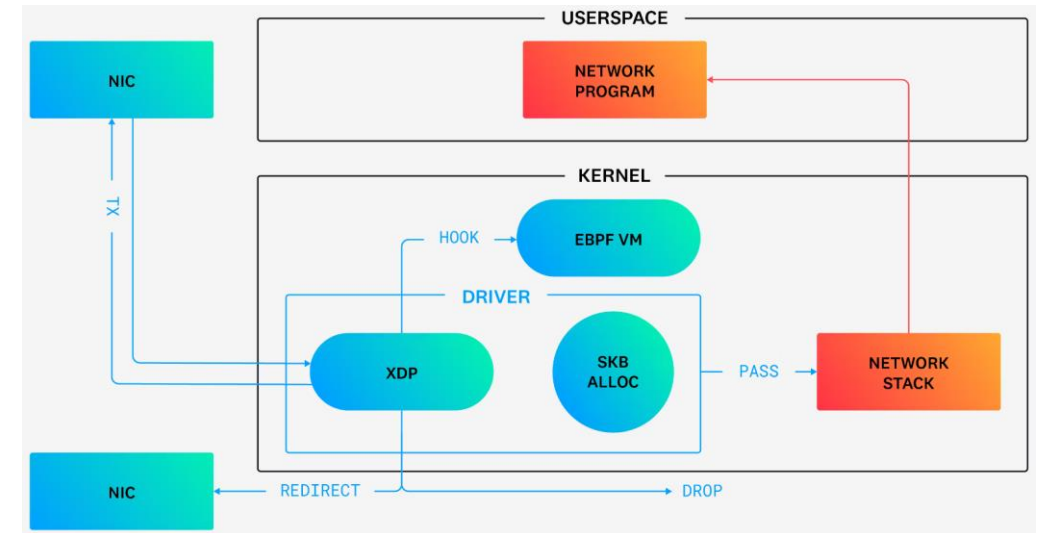 USERSPACE
NIC
NETWORK
PROGRAM
KERNEL
TX
HOOK
EBPF VM
DRIVER
XDP
SKB
ALLOC
PASS
NETWORK
STACK
NIC
REDIRECT
DROP